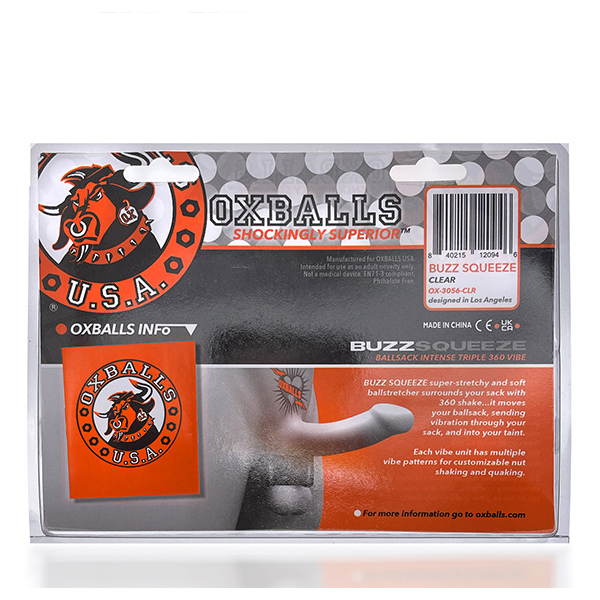 U.S.A.
®
OXBALLS
SHOCKINGLY SUPERIOR™
Manufactured for OXBALLS USA.
Intended for use as an adult novelty only.
Not a medical device. EN71-3 compliant,
Phthalate Free
8 40215 12094 6
BUZZ SQUEEZE
CLEAR
OX-3056-CLR
designed in Los Angeles
MADE IN CHINA CE UK CA
OXBALLS INFo
OXBALLS
U.S.A.
BUZZSQUEEZE
BALLSACK INTENSE TRIPLE 360 VIBE
OXBALLS
BUZZ SQUEEZE super-stretchy and soft
ballstretcher surrounds your sack with
360 shake...it moves
your ballsack, sending
vibration through your
sack, and into your taint.
Each vibe unit has multiple
vibe patterns for customizable nut
shaking and quaking.
For more information go to oxballs.com